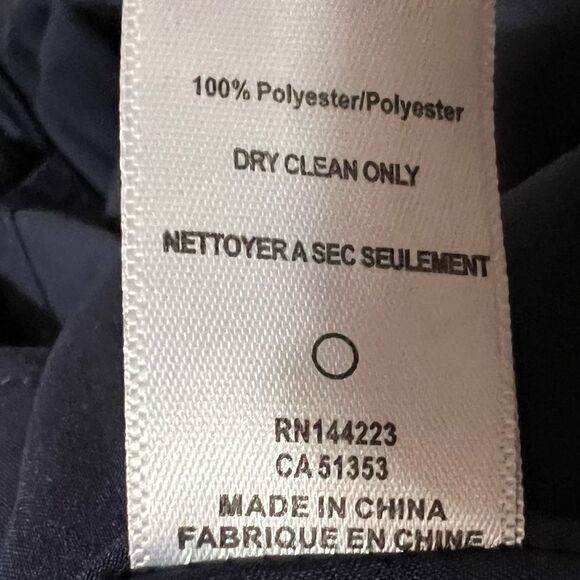 100% Polyester/Polyester
DRY CLEAN ONLY
NETTOYER A SEC SEULEMENT
RN144223
CA 51353
MADE IN CHINA
FABRIQUE EN CHINE